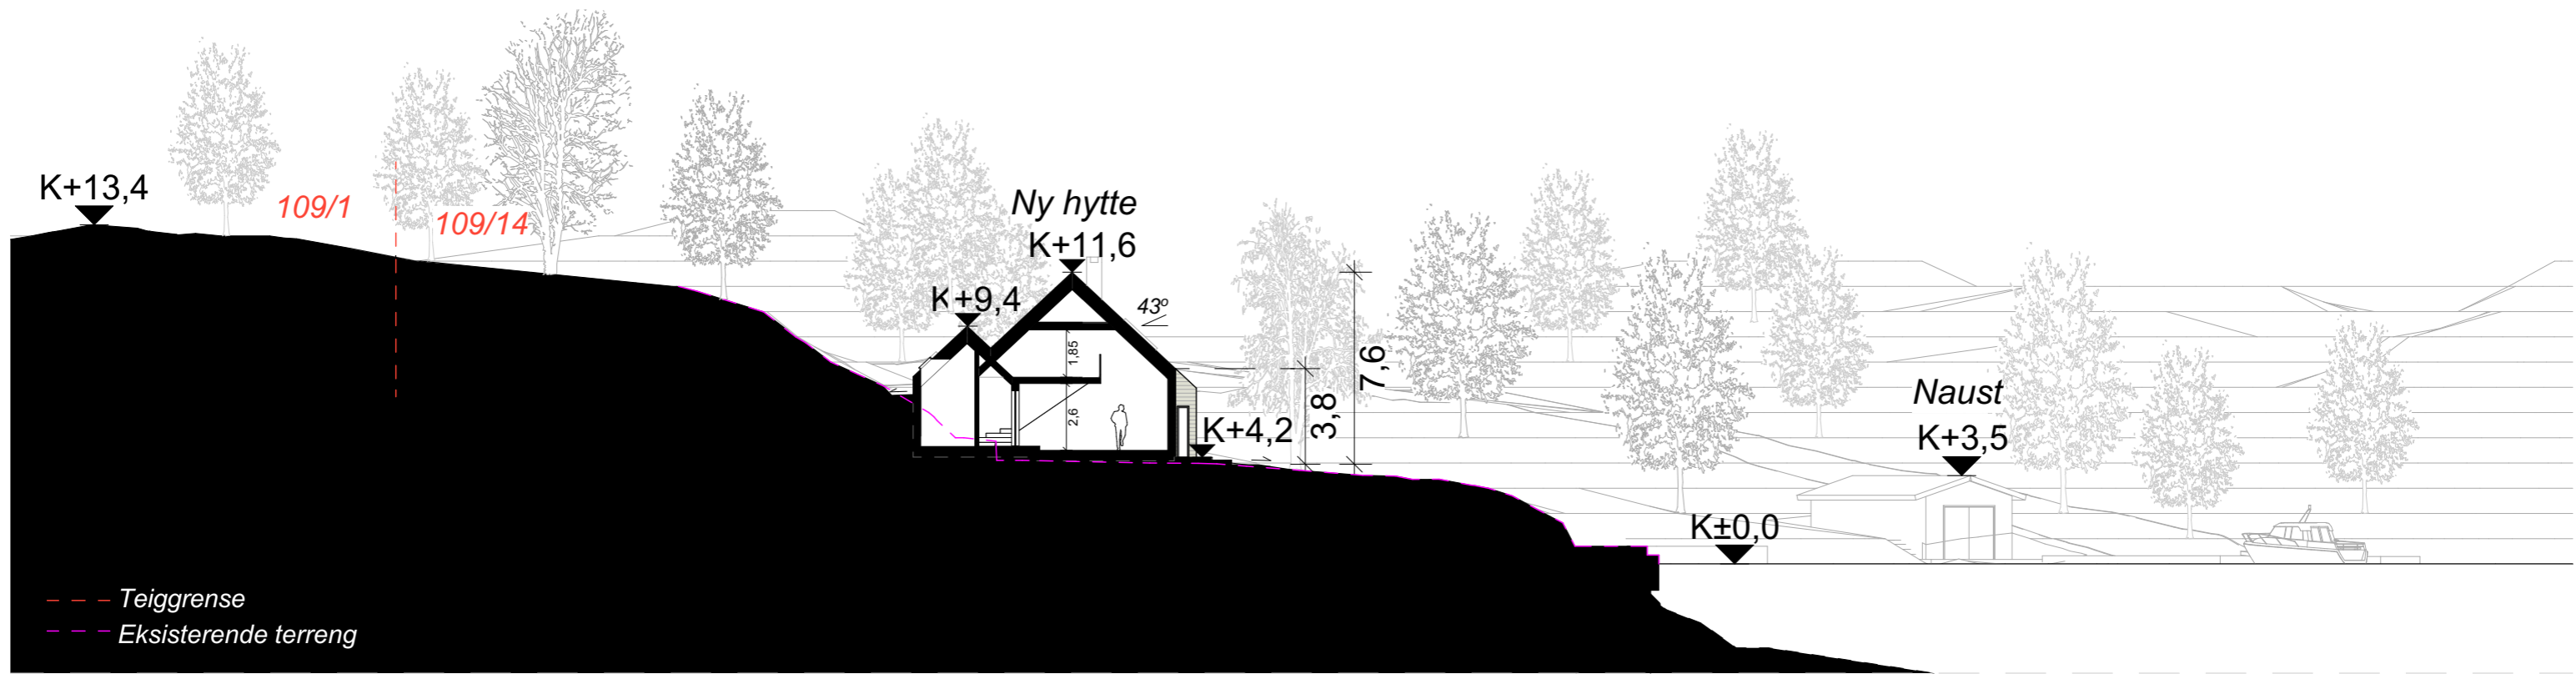 K+13,4
109/1
109/14
Ny hytte
K+11,6
K+9,4
43º
1,85
2,6
7,6
3,8
K+4,2
Naust
K+3,5
K±0,0
Teiggrense
Eksisterende terreng